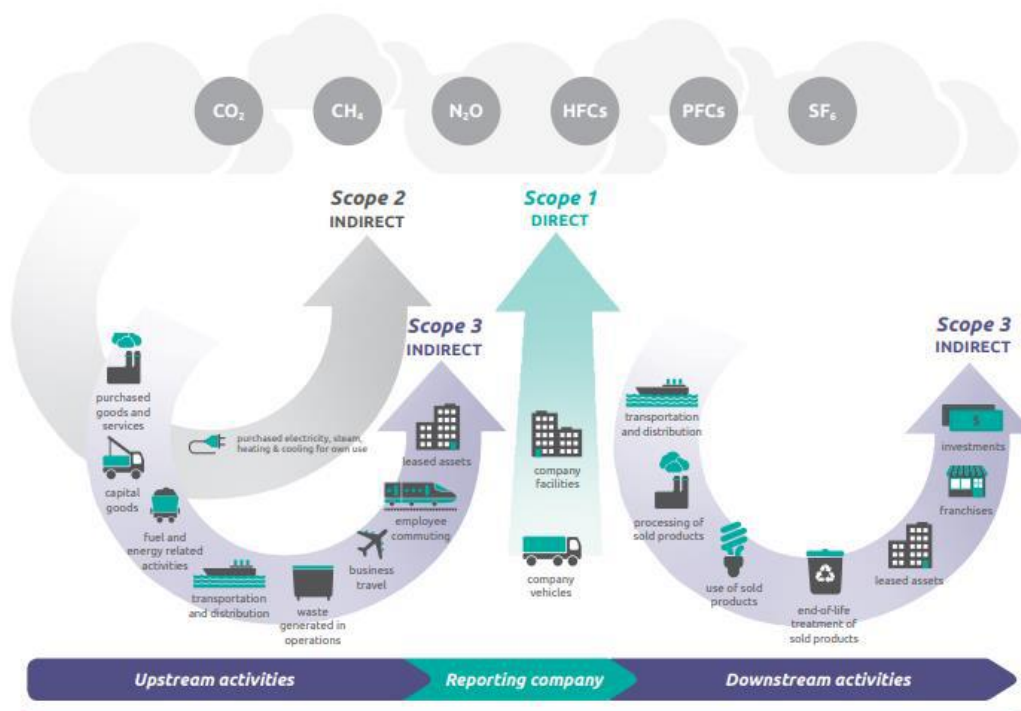 CO₂
CH₄
N₂O
HFCs
PFCs
SF₆
Scope 2
INDIRECT
Scope 1
DIRECT
Scope 3
INDIRECT
Scope 3
INDIRECT
purchased
goods and
services
capital
goods
fuel and
energy related
activities
purchased electricity, steam,
heating & cooling for own use
transportation
and distribution
waste
generated in
operations
business
travel
employee
commuting
leased assets
company
facilities
company
vehicles
transportation
and distribution
processing of
sold products
use of sold
products
end-of-life
treatment of
sold products
leased assets
franchises
$
investments
Upstream activities
Reporting company
Downstream activities